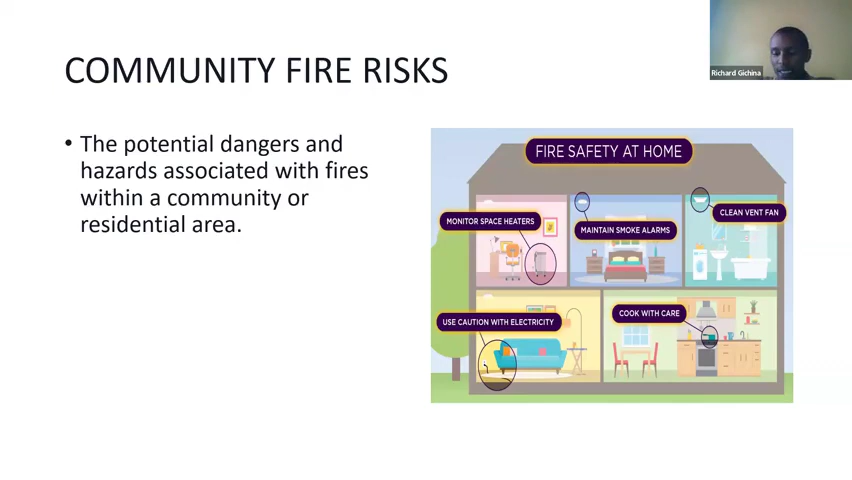 Richard Gichina
COMMUNITY FIRE RISKS
• The potential dangers and
hazards associated with fires
within a community or
residential area.
FIRE SAFETY AT HOME
MONITOR SPACE HEATERS
MAINTAIN SMOKE ALARMS
CLEAN VENT FAN
USE CAUTION WITH ELECTRICITY
COOK WITH CARE